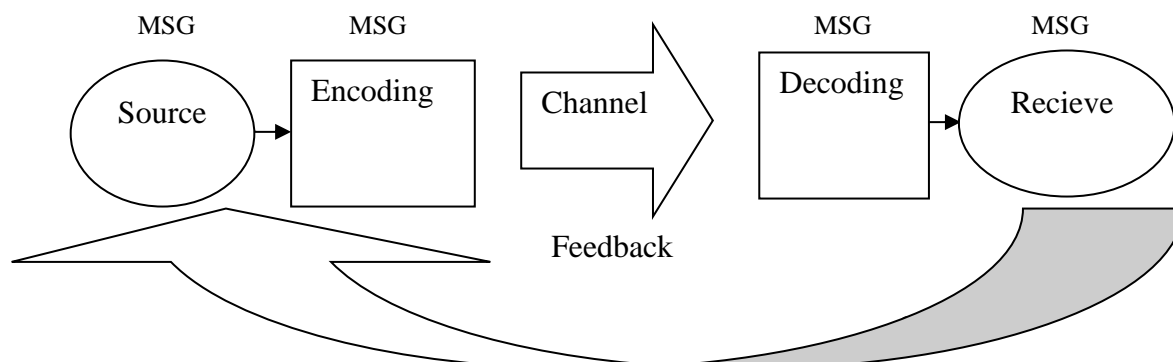 MSG
MSG
MSG
MSG
Source
Encoding
Channel
Decoding
Recieve
Feedback